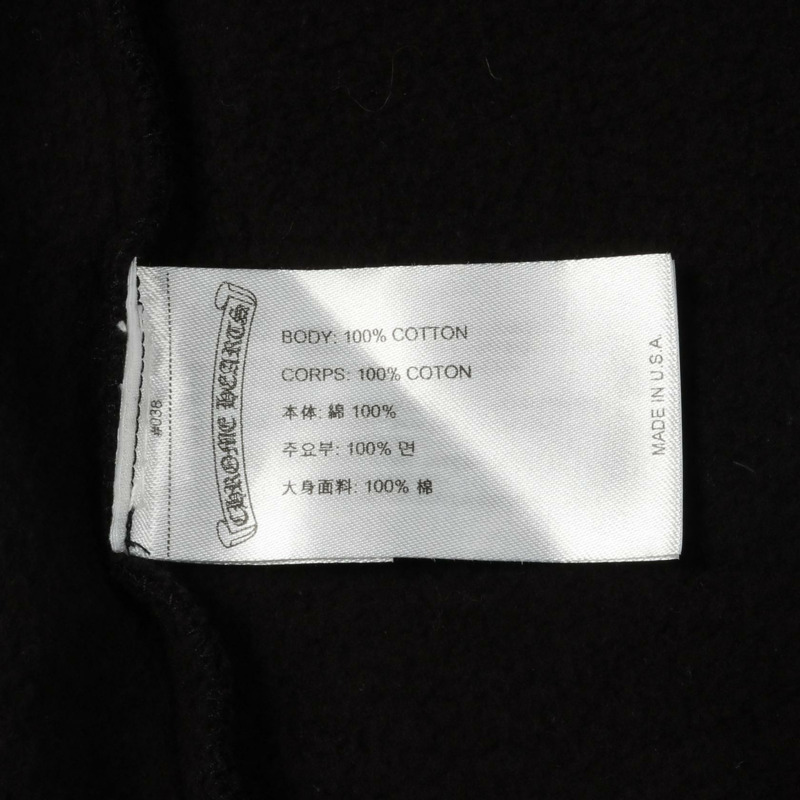 #038
CHROME HEARTS
BODY: 100% COTTON
CORPS: 100% COTON
本体: 綿 100%
주요부: 100% 면
大身面料: 100% 棉
MADE IN U.S.A.